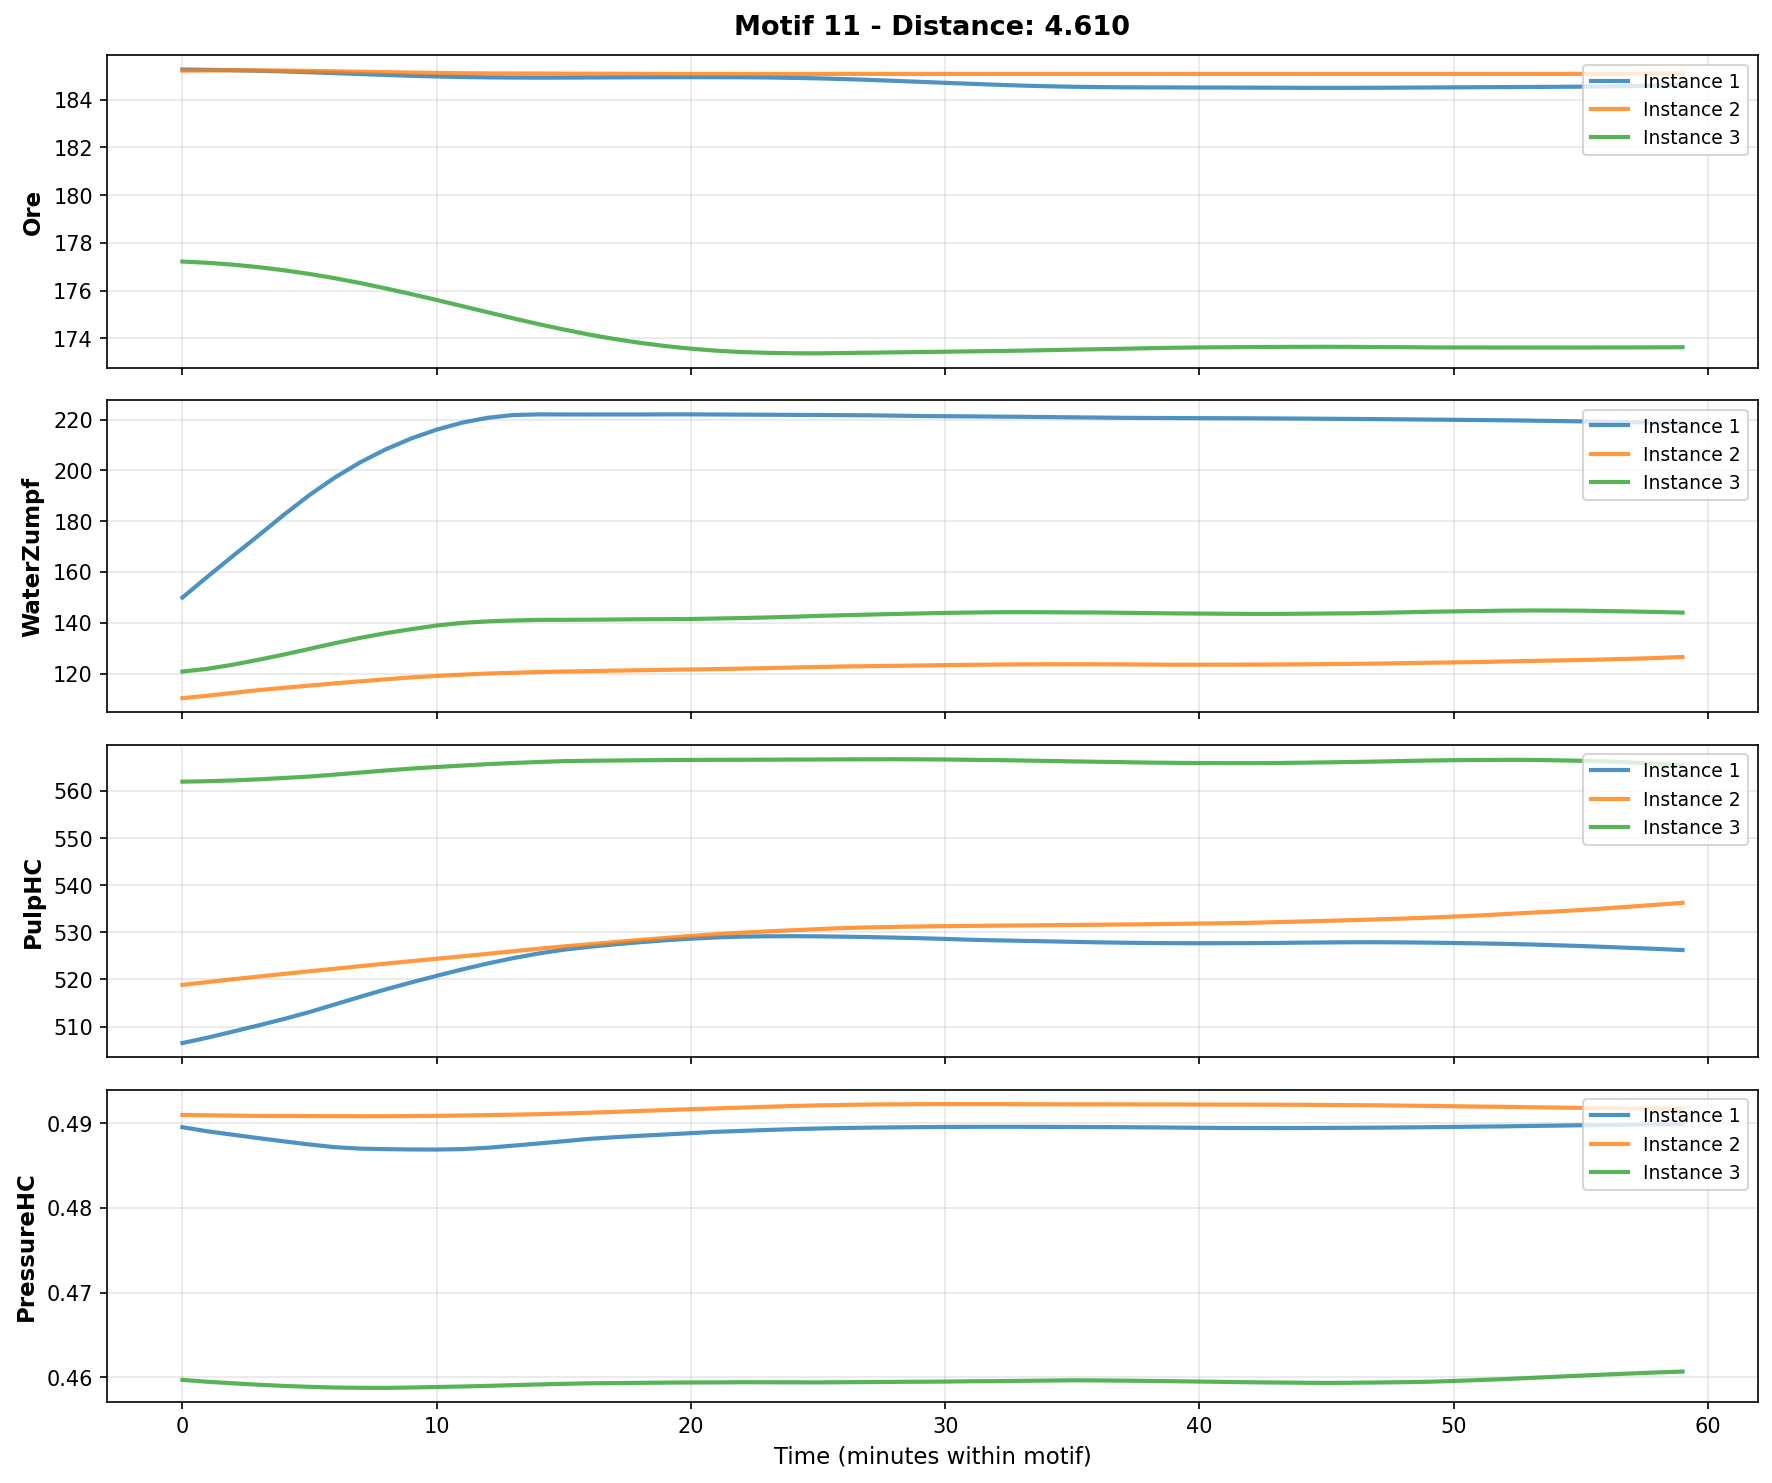 Motif 11 - Distance: 4.610
Ore
184
182
180
178
176
174
Instance 1
Instance 2
Instance 3
WaterZumpf
220
200
180
160
140
120
Instance 1
Instance 2
Instance 3
PulpHC
560
550
540
530
520
510
Instance 1
Instance 2
Instance 3
PressureHC
0.49
0.48
0.47
0.46
Instance 1
Instance 2
Instance 3
0 10 20 30 40 50 60
Time (minutes within motif)